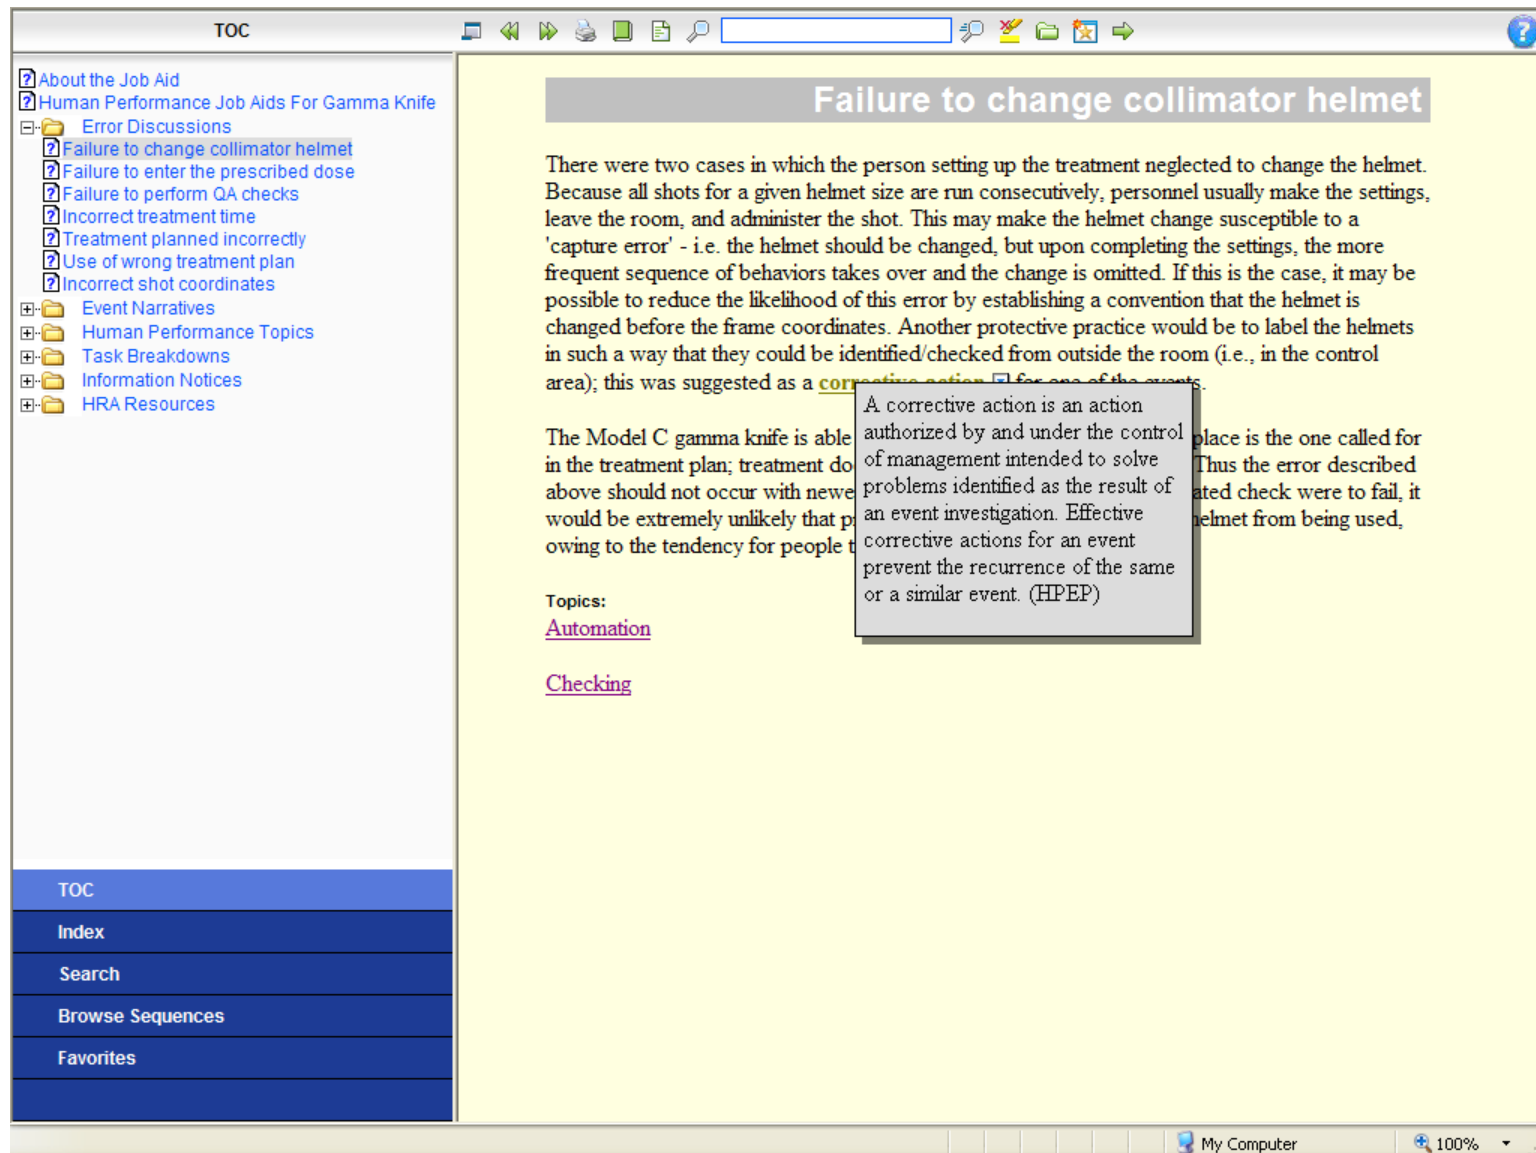 TOC
About the Job Aid
Human Performance Job Aids For Gamma Knife
Error Discussions
Failure to change collimator helmet
Failure to enter the prescribed dose
Failure to perform QA checks
Incorrect treatment time
Treatment planned incorrectly
Use of wrong treatment plan
Incorrect shot coordinates
Event Narratives
Human Performance Topics
Task Breakdowns
Information Notices
HRA Resources
TOC
Index
Search
Browse Sequences
Favorites
Failure to change collimator helmet
There were two cases in which the person setting up the treatment neglected to change the helmet.
Because all shots for a given helmet size are run consecutively, personnel usually make the settings,
leave the room, and administer the shot. This may make the helmet change susceptible to a
'capture error' - i.e. the helmet should be changed, but upon completing the settings, the more
frequent sequence of behaviors takes over and the change is omitted. If this is the case, it may be
possible to reduce the likelihood of this error by establishing a convention that the helmet is
changed before the frame coordinates. Another protective practice would be to label the helmets
in such a way that they could be identified/checked from outside the room (i.e., in the control
area); this was suggested as a corrective action for one of the events.
The Model C gamma knife is able place is the one called for
in the treatment plan; treatment Thus the error described
above should not occur with check were to fail, it
would be extremely unlikely that helmet from being used,
owing to the tendency for people
A corrective action is an action
authorized by and under the control
of management intended to solve
problems identified as the result of
an event investigation. Effective
corrective actions for an event
prevent the recurrence of the same
or a similar event. (HPEP)
Topics:
Automation
Checking
My Computer
100%